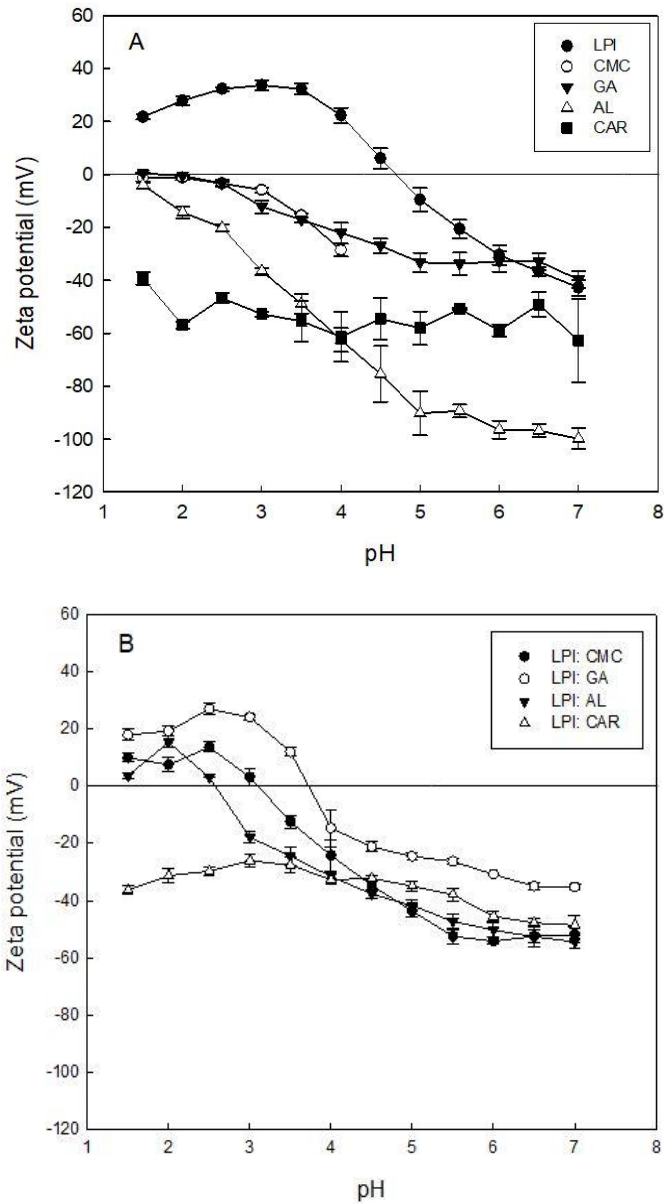 A
LPI
CMC
GA
AL
CAR
60
40
20
0
-20
-40
-60
-80
-100
-120
Zeta potential (mV)
1 2 3 4 5 6 7 8
pH
B
LPI: CMC
LPI: GA
LPI: AL
LPI: CAR
60
40
20
0
-20
-40
-60
-80
-100
-120
Zeta potential (mV)
1 2 3 4 5 6 7 8
pH